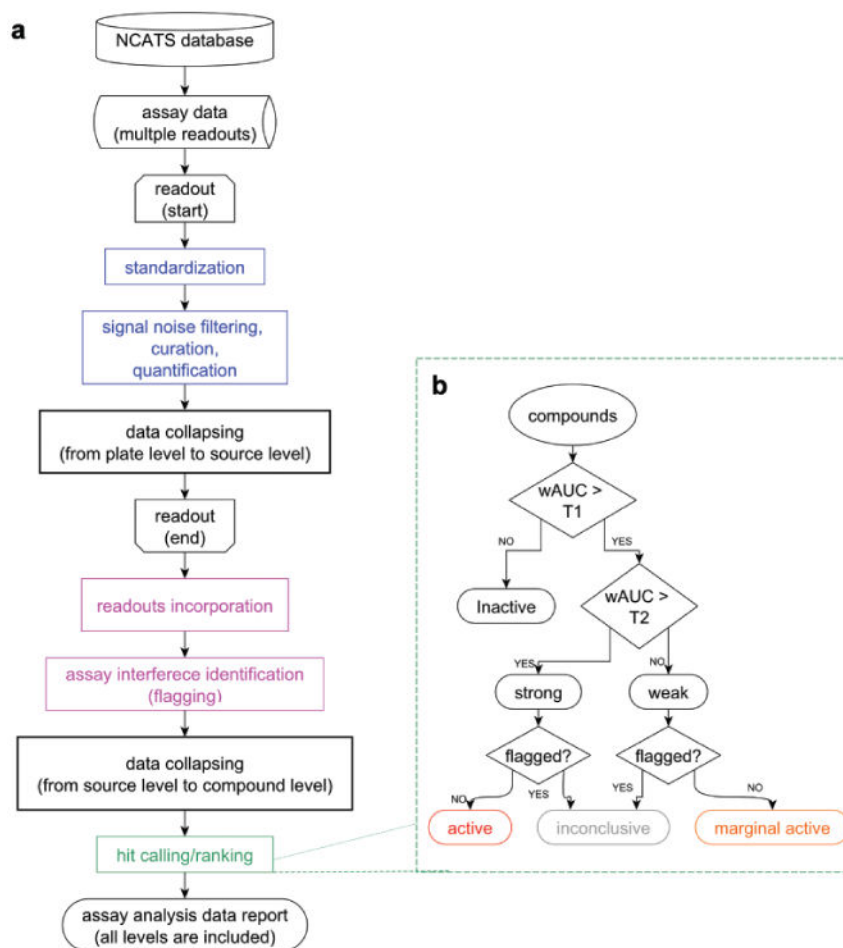 a
NCATS database
assay data
(multple readouts)
readout
(start)
standardization
signal noise filtering,
curation,
quantification
data collapsing
(from plate level to source level)
readout
(end)
readouts incorporation
assay interferece identification
(flagging)
data collapsing
(from source level to compound level)
hit calling/ranking
assay analysis data report
(all levels are included)
b
compounds
wAUC >
T1
NO
YES
Inactive
wAUC >
T2
YES
NO
strong
weak
flagged?
flagged?
NO
YES
YES
NO
active
inconclusive
marginal active